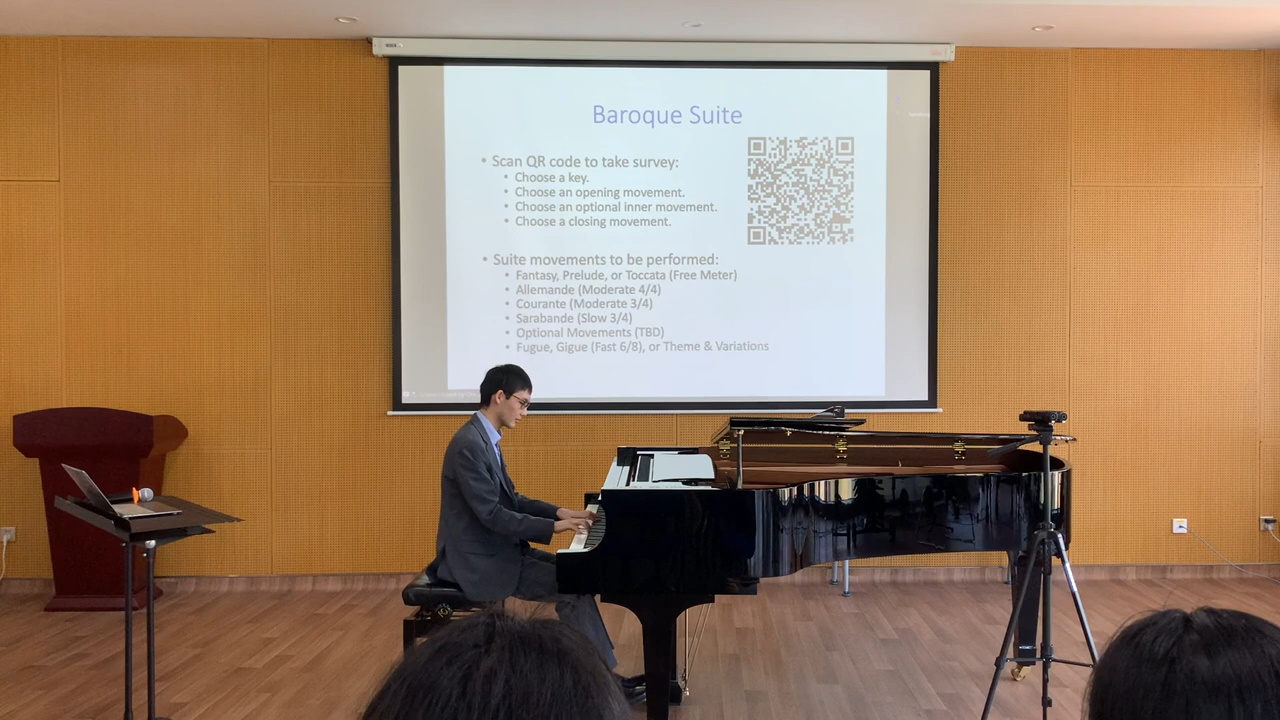 Baroque Suite
• Scan QR code to take survey:
• Choose a key.
• Choose an opening movement.
• Choose an optional inner movement.
• Choose a closing movement.
• Suite movements to be performed:
• Fantasy, Prelude, or Toccata (Free Meter)
• Allemande (Moderate 4/4)
• Courante (Moderate 3/4)
• Sarabande (Slow 3/4)
• Optional Movements (TBD)
• Fugue, Gigue (Fast 6/8), or Theme & Variations